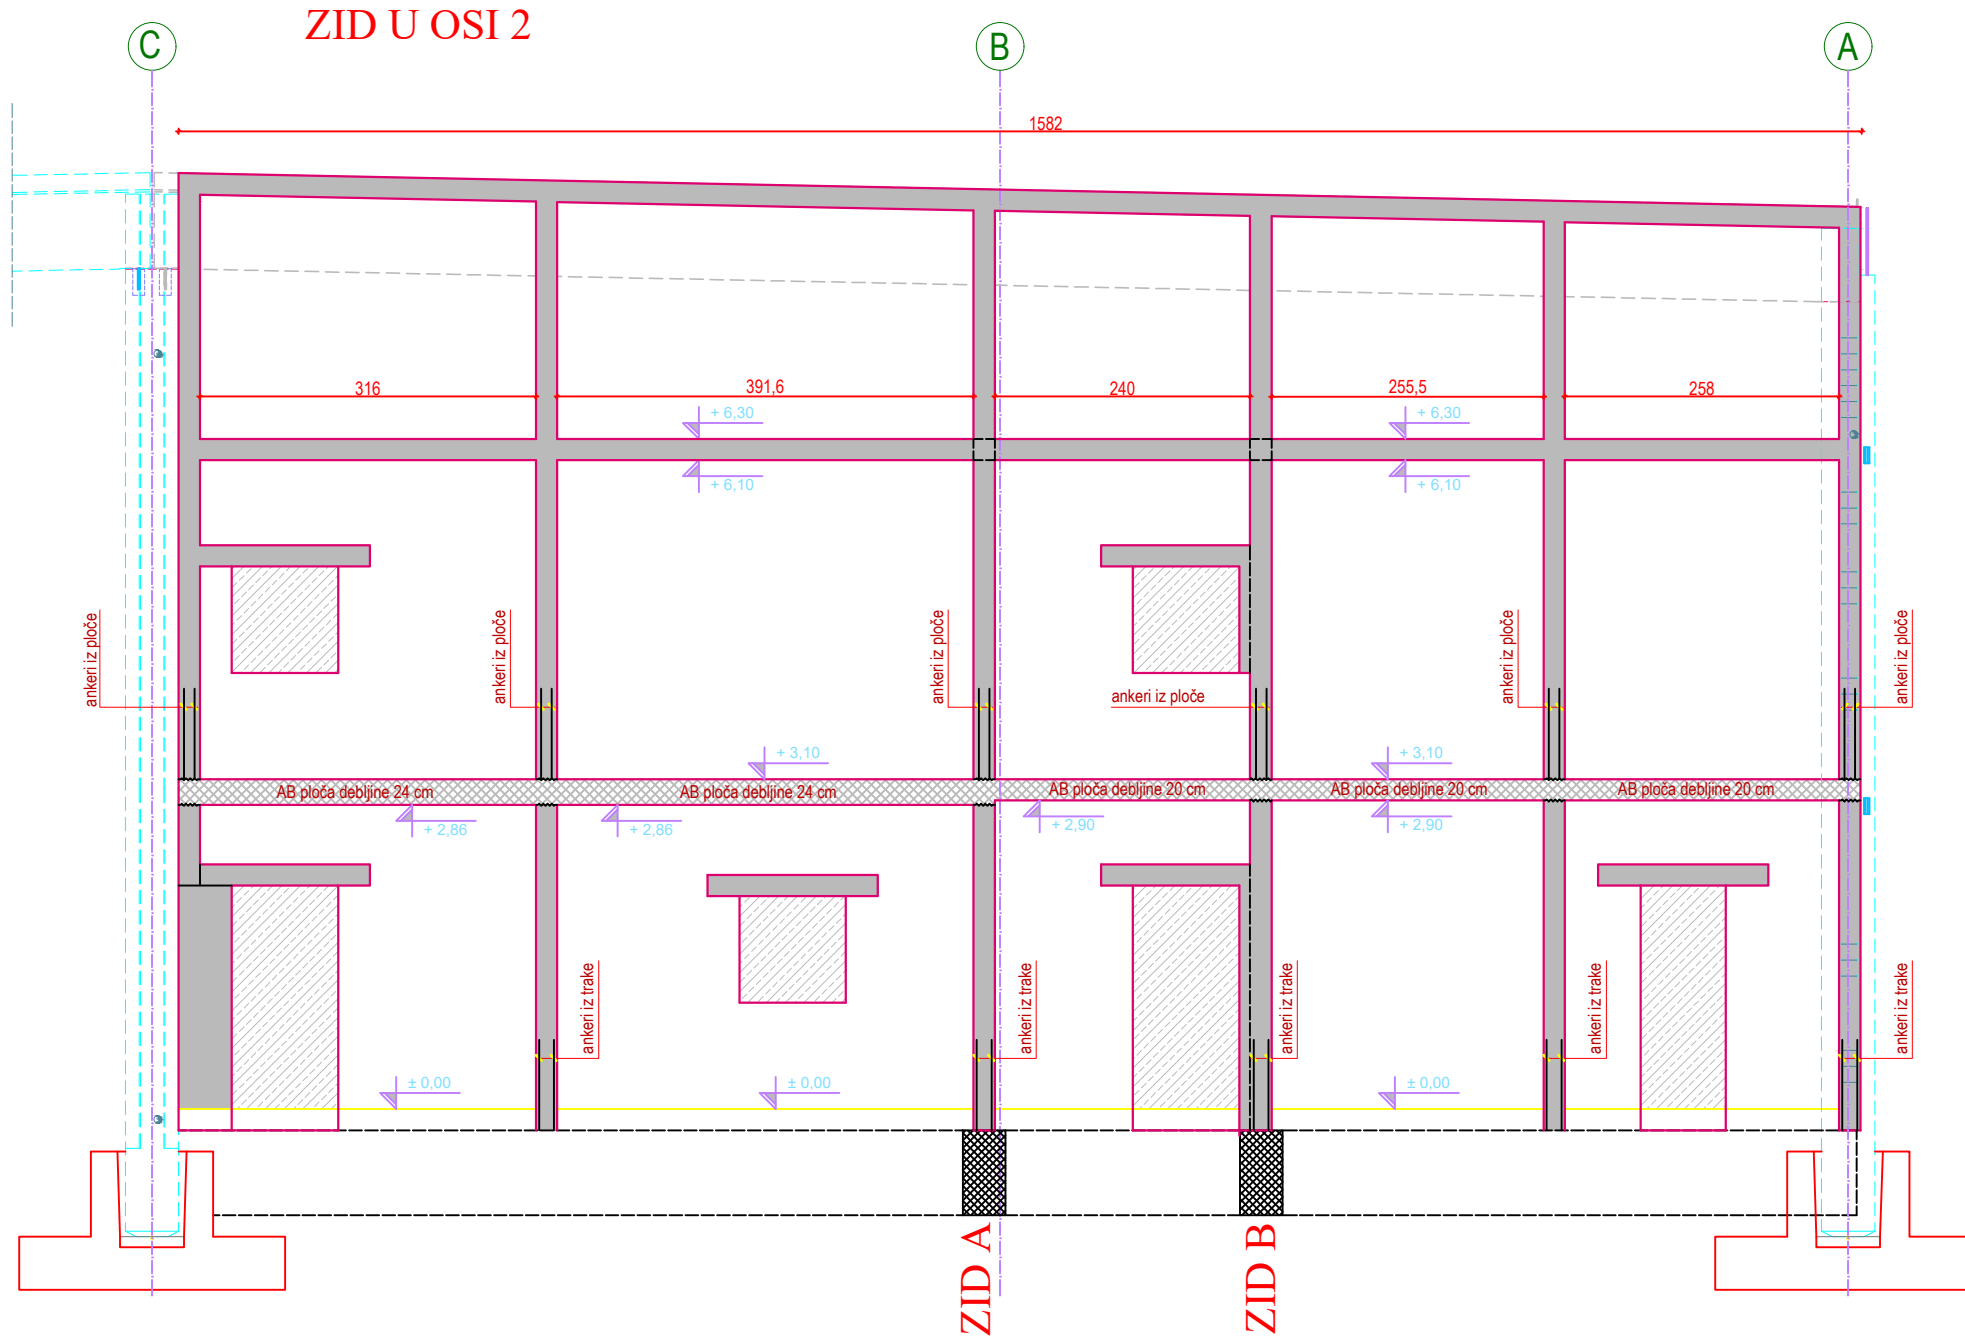 ZID U OSI 2
C
B
A
1582
316
391,6
240
255,5
258
+ 6,30
+ 6,30
+ 6,10
+ 6,10
ankeri iz ploče
ankeri iz ploče
ankeri iz ploče
ankeri iz ploče
ankeri iz ploče
ankeri iz ploče
+ 3,10
+ 3,10
AB ploča debljine 24 cm
AB ploča debljine 24 cm
AB ploča debljine 20 cm
AB ploča debljine 20 cm
AB ploča debljine 20 cm
+ 2,86
+ 2,86
+ 2,90
+ 2,90
ankeri iz trake
ankeri iz trake
ankeri iz trake
ankeri iz trake
ankeri iz trake
± 0,00
± 0,00
± 0,00
ZID A
ZID B